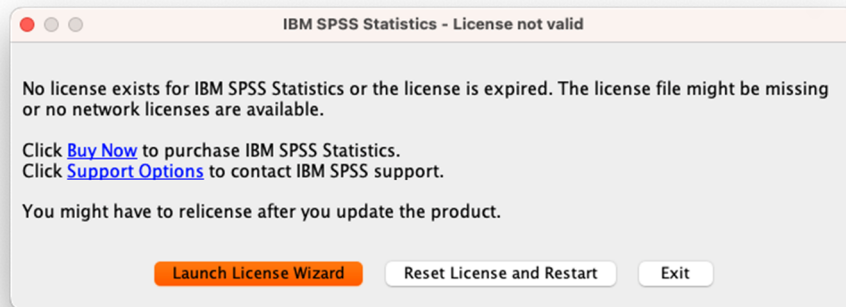 IBM SPSS Statistics - License not valid
No license exists for IBM SPSS Statistics or the license is expired. The license file might be missing
or no network licenses are available.
Click Buy Now to purchase IBM SPSS Statistics.
Click Support Options to contact IBM SPSS support.
You might have to relicense after you update the product.
Launch License Wizard Reset License and Restart Exit